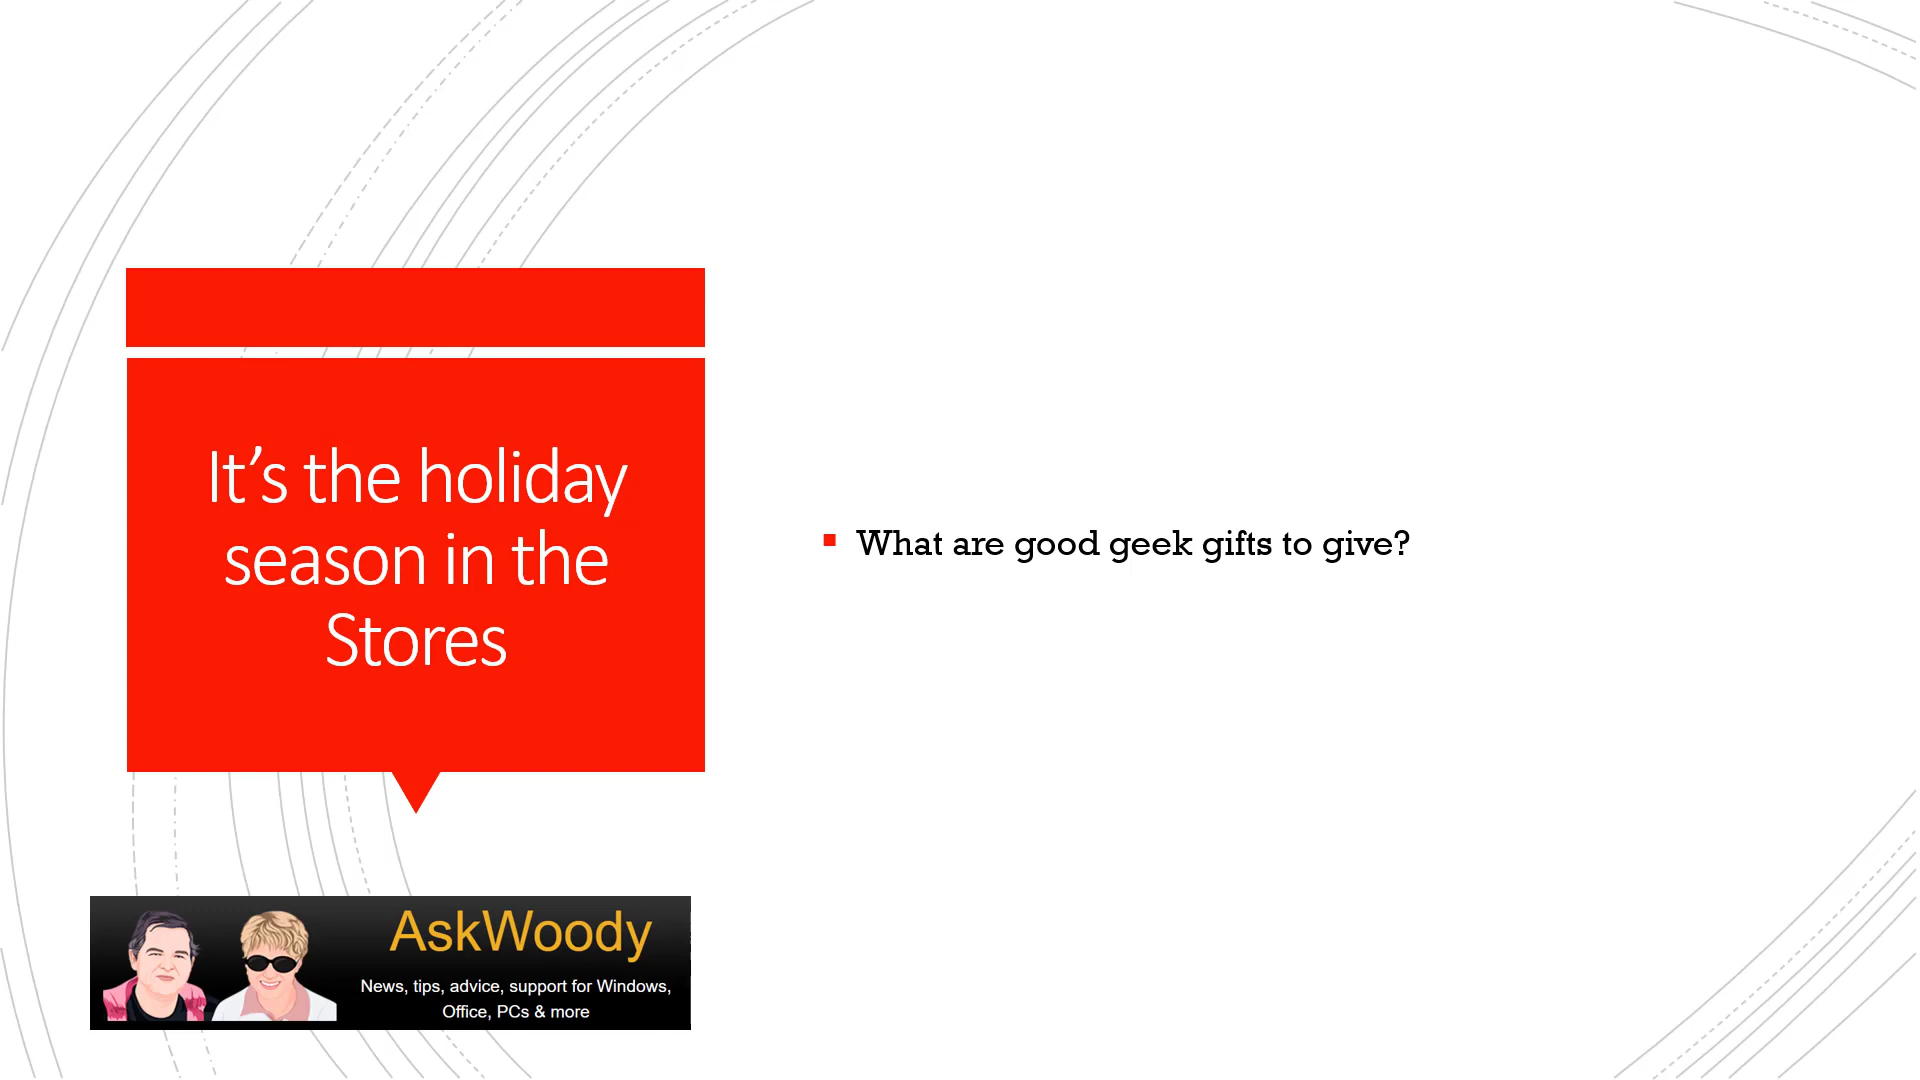 It’s the holiday
season in the
Stores
▪ What are good geek gifts to give?
AskWoody
News, tips, advice, support for Windows,
Office, PCs & more